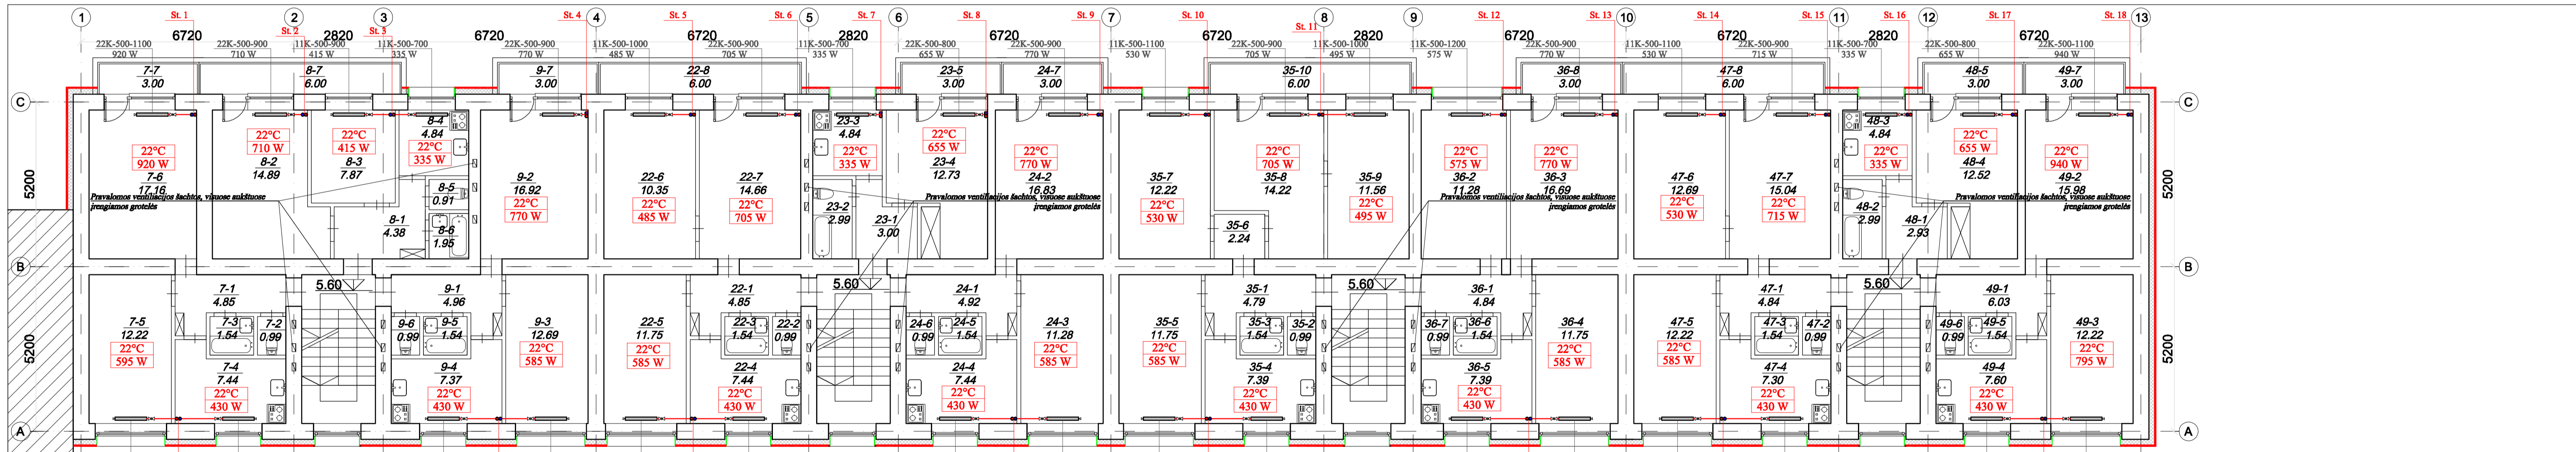 1 2 3 4 5 6 7 8 9 10 11 12 13
St. 1 St. 2 St. 3 St. 4 St. 5 St. 6 St. 7 St. 8 St. 9 St. 10 St. 11 St. 12 St. 13 St. 14 St. 15 St. 16 St. 17 St. 18
6720 2820 6720 6720 2820 6720 6720 2820 6720 6720 2820 6720
22K-500-1100
920 W
22K-500-900
710 W
11K-500-900
415 W
11K-500-700
335 W
22K-500-900
770 W
11K-500-1000
485 W
22K-500-900
705 W
11K-500-700
335 W
22K-500-800
655 W
22K-500-900
770 W
11K-500-1100
530 W
22K-500-900
705 W
11K-500-1000
495 W
11K-500-1200
575 W
22K-500-900
770 W
11K-500-1100
530 W
22K-500-900
715 W
11K-500-700
335 W
22K-500-800
655 W
22K-500-1100
940 W
7-7
3.00
8-7
6.00
9-7
3.00
22-8
6.00
23-5
3.00
24-7
3.00
35-10
6.00
36-8
3.00
47-8
6.00
48-5
3.00
49-7
3.00
C
C
22°C
920 W
7-6
17.16
22°C
710 W
8-2
14.89
22°C
415 W
8-3
7.87
8-4
4.84
22°C
335 W
8-5
0.91
8-6
1.95
8-1
4.38
9-2
16.92
22°C
770 W
22-6
10.35
22°C
485 W
22-7
14.66
22°C
705 W
23-3
4.84
22°C
335 W
23-2
2.99
23-1
3.00
22°C
655 W
23-4
12.73
22°C
770 W
24-2
16.83
35-7
12.22
22°C
530 W
35-6
2.24
22°C
705 W
35-8
14.22
35-9
11.56
22°C
495 W
22°C
575 W
36-2
11.28
22°C
770 W
36-3
16.69
47-6
12.69
22°C
530 W
47-7
15.04
22°C
715 W
48-3
4.84
22°C
335 W
48-2
2.99
48-1
2.93
22°C
655 W
48-4
12.52
22°C
940 W
49-2
15.98
Pravalomos ventiliacijos šachtos, visuose aukštuose
įrengiamos grotelės
Pravalomos ventiliacijos šachtos, visuose aukštuose
įrengiamos grotelės
Pravalomos ventiliacijos šachtos, visuose aukštuose
įrengiamos grotelės
Pravalomos ventiliacijos šachtos, visuose aukštuose
įrengiamos grotelės
5200
5200
B
B
5.60
5.60
5.60
5.60
7-5
12.22
22°C
595 W
7-1
4.85
7-3
1.54
7-2
0.99
7-4
7.44
22°C
430 W
9-1
4.96
9-6
0.99
9-5
1.54
9-4
7.37
22°C
430 W
9-3
12.69
22°C
585 W
22-5
11.75
22°C
585 W
22-1
4.85
22-3
1.54
22-2
0.99
22-4
7.44
22°C
430 W
24-1
4.92
24-6
0.99
24-5
1.54
24-4
7.44
22°C
430 W
24-3
11.28
22°C
585 W
35-5
11.75
22°C
585 W
35-1
4.79
35-3
1.54
35-2
0.99
35-4
7.39
22°C
430 W
36-1
4.84
36-7
0.99
36-6
1.54
36-5
7.39
22°C
430 W
36-4
11.75
22°C
585 W
47-5
12.22
22°C
585 W
47-1
4.84
47-3
1.54
47-2
0.99
47-4
7.30
22°C
430 W
49-1
6.03
49-6
0.99
49-5
1.54
49-4
7.60
22°C
430 W
49-3
12.22
22°C
795 W
5200
5200
A
A